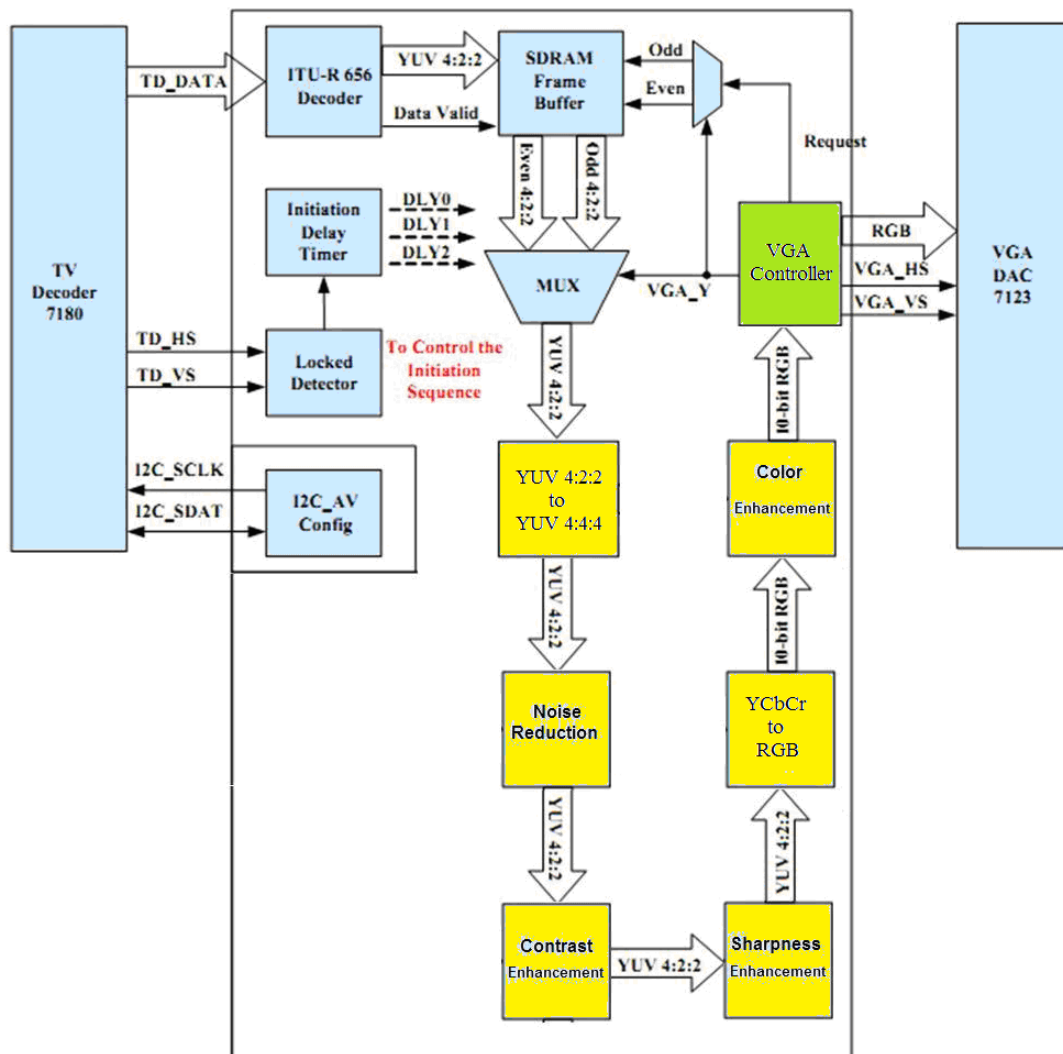 TV
Decoder
7180
TD_DATA
ITU-R 656
Decoder
YUV 4:2:2
Data Valid
SDRAM
Frame
Buffer
Odd
Even
Request
Even 4:2:2
Odd 4:2:2
Initiation
Delay
Timer
DLY0
DLY1
DLY2
MUX
VGA_Y
VGA
Controller
RGB
VGA_HS
VGA_VS
VGA
DAC
7123
TD_HS
TD_VS
Locked
Detector
To Control the
Initiation
Sequence
YUV 4:2:2
I2C_SCLK
I2C_SDAT
I2C_AV
Config
YUV 4:2:2
to
YUV 4:4:4
YUV 4:2:2
Noise
Reduction
YUV 4:2:2
Contrast
Enhancement
YUV 4:2:2
Sharpness
Enhancement
YUV 4:2:2
YCbCr
to
RGB
10-bit RGB
Color
Enhancement
10-bit RGB